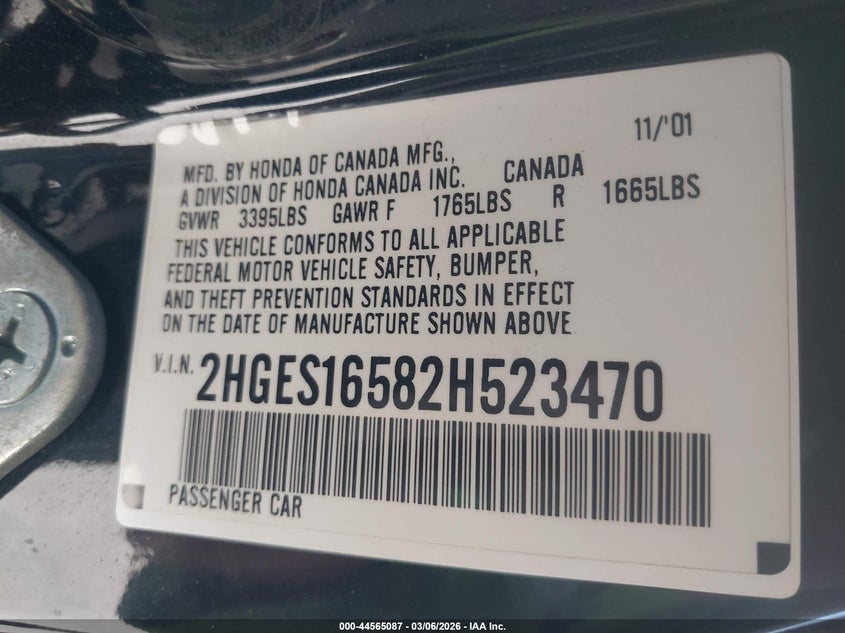 11/'01
MFD. BY HONDA OF CANADA MFG.,
A DIVISION OF HONDA CANADA INC. CANADA
GVWR 3395LBS GAWR F 1765LBS R 1665LBS
THIS VEHICLE CONFORMS TO ALL APPLICABLE
FEDERAL MOTOR VEHICLE SAFETY, BUMPER,
AND THEFT PREVENTION STANDARDS IN EFFECT
ON THE DATE OF MANUFACTURE SHOWN ABOVE
V.I.N. 2HGES16582H523470
PASSENGER CAR
000-44565087 - 03/06/2026 - IAA Inc.